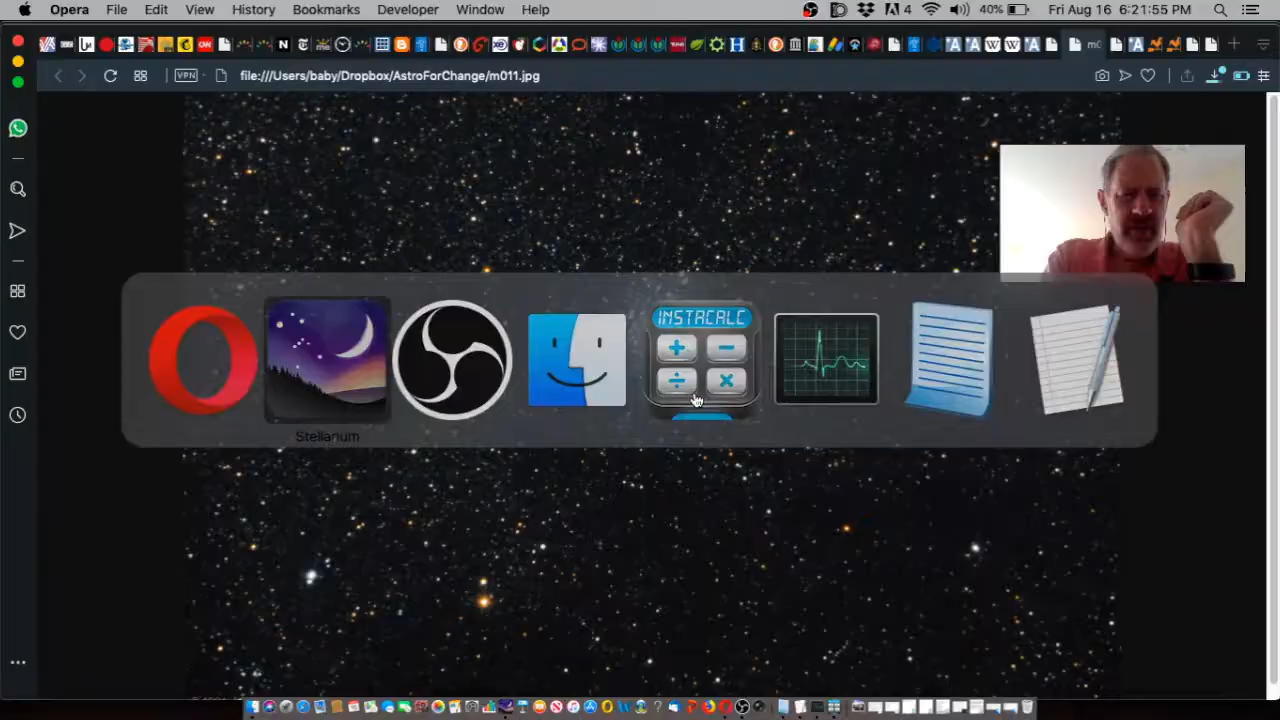 Opera File Edit View History Bookmarks Developer Window Help 4 40% Fri Aug 16 6:21:55 PM
VPN file:///Users/baby/Dropbox/AstroForChange/m011.jpg
INSTACALC
Stellarium